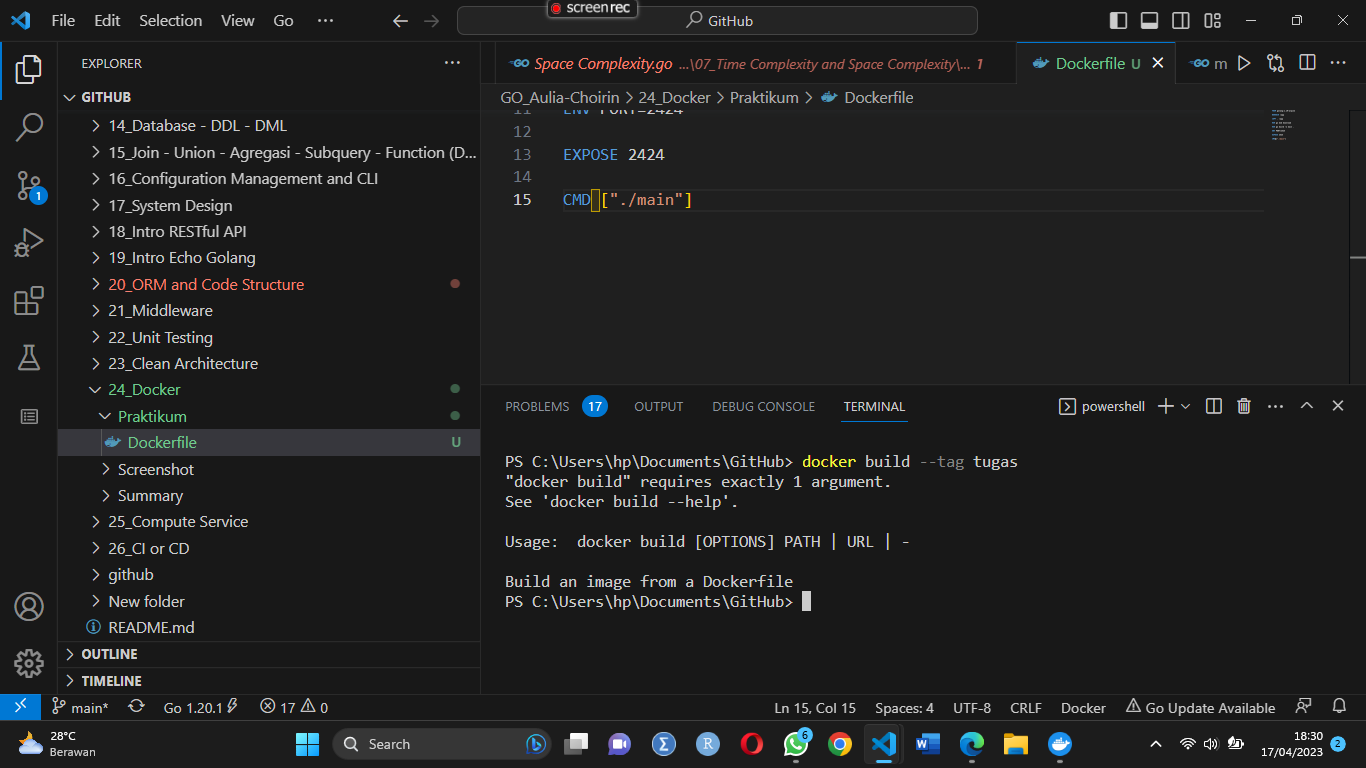 screenrec
File Edit Selection View Go ··· GitHub
EXPLORER ···
Space Complexity.go ...\07_Time Complexity and Space Complexity\... 1
Dockerfile U
m
GITHUB
GO_Aulia-Choirin > 24_Docker > Praktikum > Dockerfile
14_Database - DDL - DML
15_Join - Union - Agregasi - Subquery - Function (D...
16_Configuration Management and CLI
17_System Design
18_Intro RESTful API
19_Intro Echo Golang
20_ORM and Code Structure
21_Middleware
22_Unit Testing
23_Clean Architecture
24_Docker
Praktikum
Dockerfile U
Screenshot
Summary
25_Compute Service
26_CI or CD
github
New folder
README.md
OUTLINE
TIMELINE
1
11 ENV PORT=2424
12
13 EXPOSE 2424
14
15 CMD ["./main"]
PROBLEMS 17 OUTPUT DEBUG CONSOLE TERMINAL powershell
PS C:\Users\hp\Documents\GitHub> docker build --tag tugas
"docker build" requires exactly 1 argument.
See 'docker build --help'.
Usage:  docker build [OPTIONS] PATH | URL | -
Build an image from a Dockerfile
PS C:\Users\hp\Documents\GitHub>
main* Go 1.20.1 17 0 Ln 15, Col 15 Spaces: 4 UTF-8 CRLF Docker Go Update Available
28°C
Berawan
Search
6
18:30
17/04/2023
2